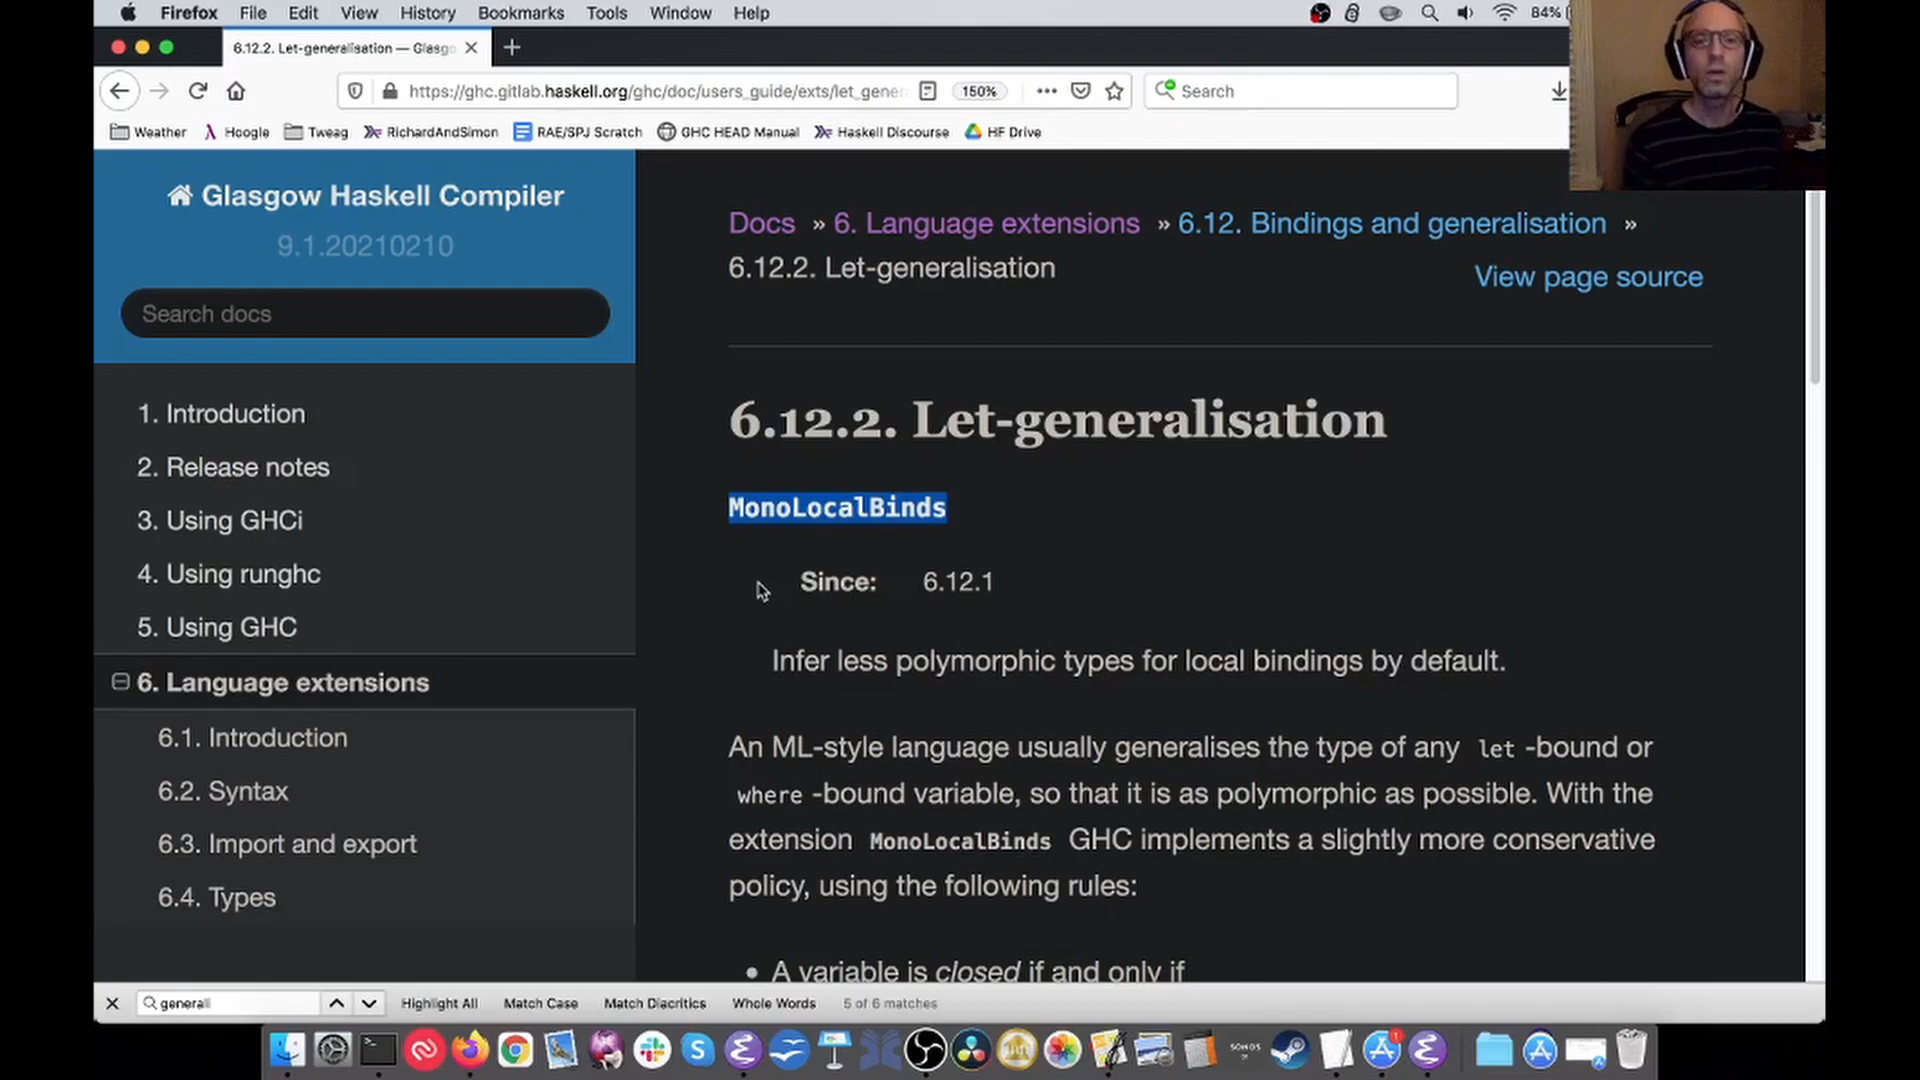 Firefox File Edit View History Bookmarks Tools Window Help 84%
6.12.2. Let-generalisation — Glasgo
https://ghc.gitlab.haskell.org/ghc/doc/users_guide/exts/let_gener 150% Search
Weather Hoogle Tweag RichardAndSimon RAE/SPJ Scratch GHC HEAD Manual Haskell Discourse HF Drive
Glasgow Haskell Compiler
9.1.20210210
Search docs
1. Introduction
2. Release notes
3. Using GHCi
4. Using runghc
5. Using GHC
6. Language extensions
6.1. Introduction
6.2. Syntax
6.3. Import and export
6.4. Types
Docs » 6. Language extensions » 6.12. Bindings and generalisation »
6.12.2. Let-generalisation
View page source
6.12.2. Let-generalisation
MonoLocalBinds
Since: 6.12.1
Infer less polymorphic types for local bindings by default.
An ML-style language usually generalises the type of any let -bound or
where -bound variable, so that it is as polymorphic as possible. With the
extension MonoLocalBinds GHC implements a slightly more conservative
policy, using the following rules:
• A variable is closed if and only if
generali Highlight All Match Case Match Diacritics Whole Words 5 of 6 matches
SONOS
1